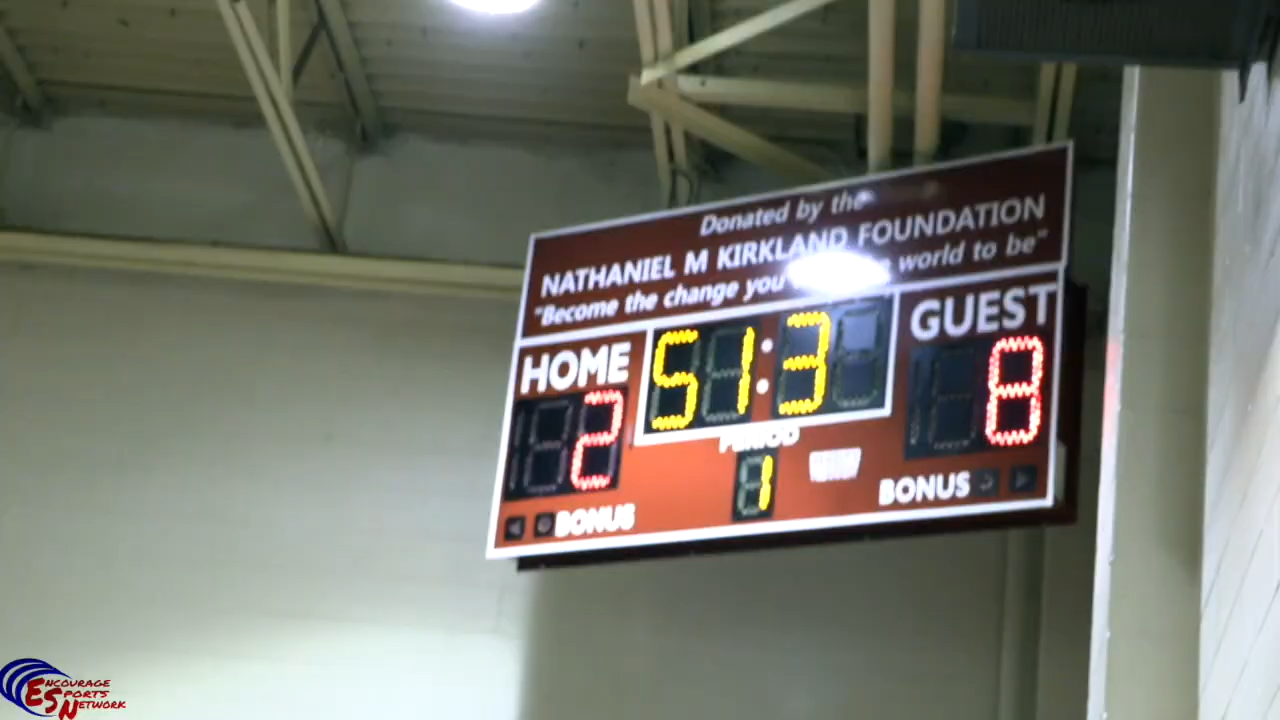 Donated by the
NATHANIEL M KIRKLAND FOUNDATION
"Become the change you world to be"
HOME
51:3
GUEST
2
8
PERIOD
1
BONUS
BONUS
ENCOURAGE
SPORTS
NETWORK